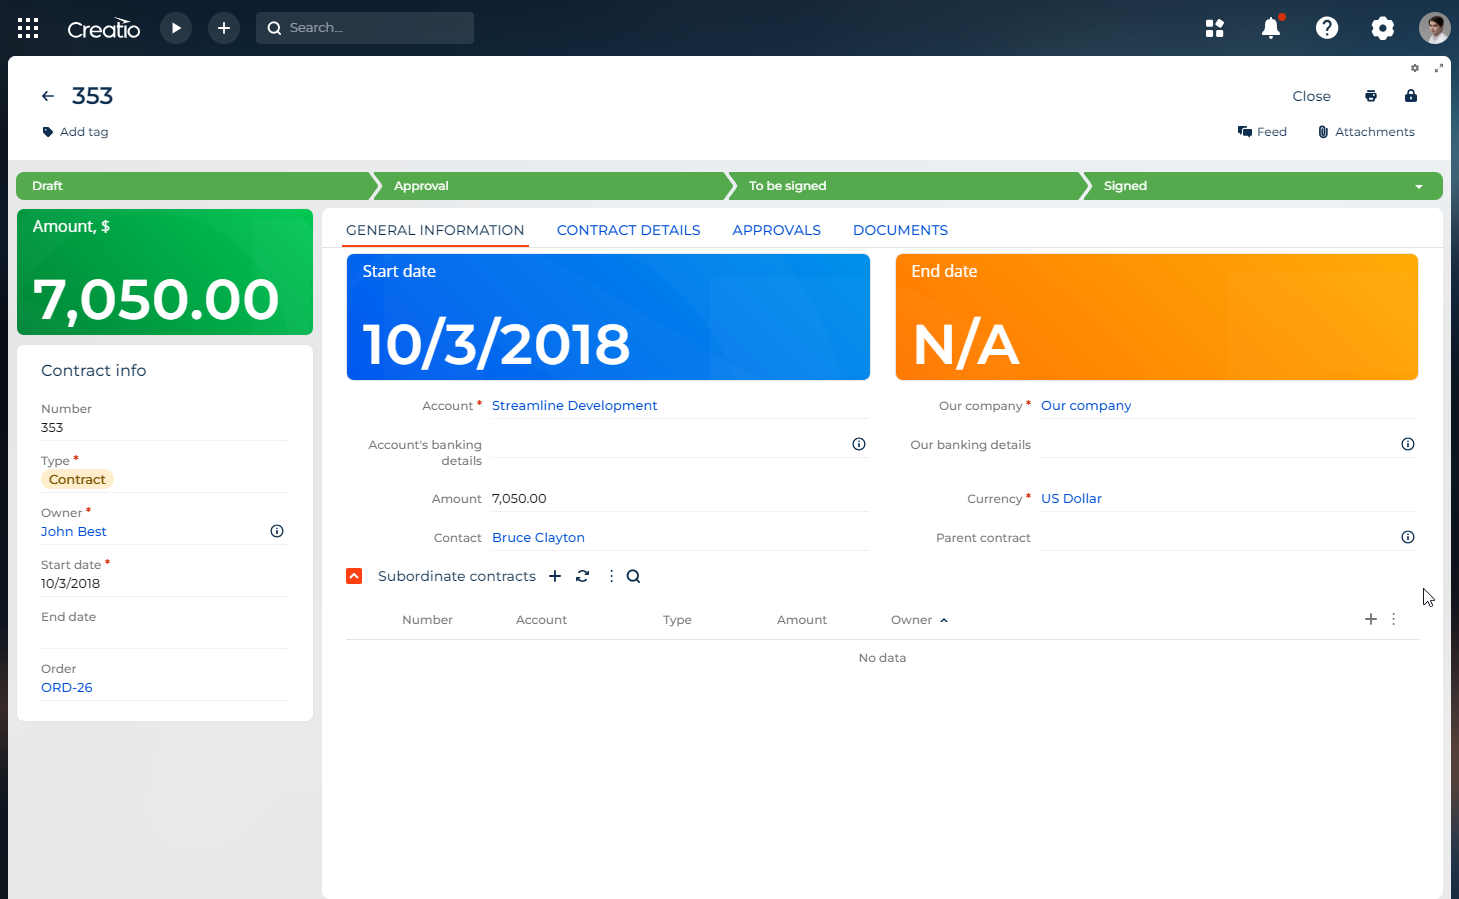 Creatio
Search...
353
Close
Add tag
Feed
Attachments
Draft
Approval
To be signed
Signed
Amount, $
7,050.00
GENERAL INFORMATION
CONTRACT DETAILS
APPROVALS
DOCUMENTS
Start date
10/3/2018
End date
N/A
Contract info
Number
353
Type *
Contract
Owner *
John Best
Start date *
10/3/2018
End date
Order
ORD-26
Account * Streamline Development
Our company * Our company
Account's banking
details
Our banking details
Amount 7,050.00
Currency * US Dollar
Contact Bruce Clayton
Parent contract
Subordinate contracts
Number Account Type Amount Owner
No data